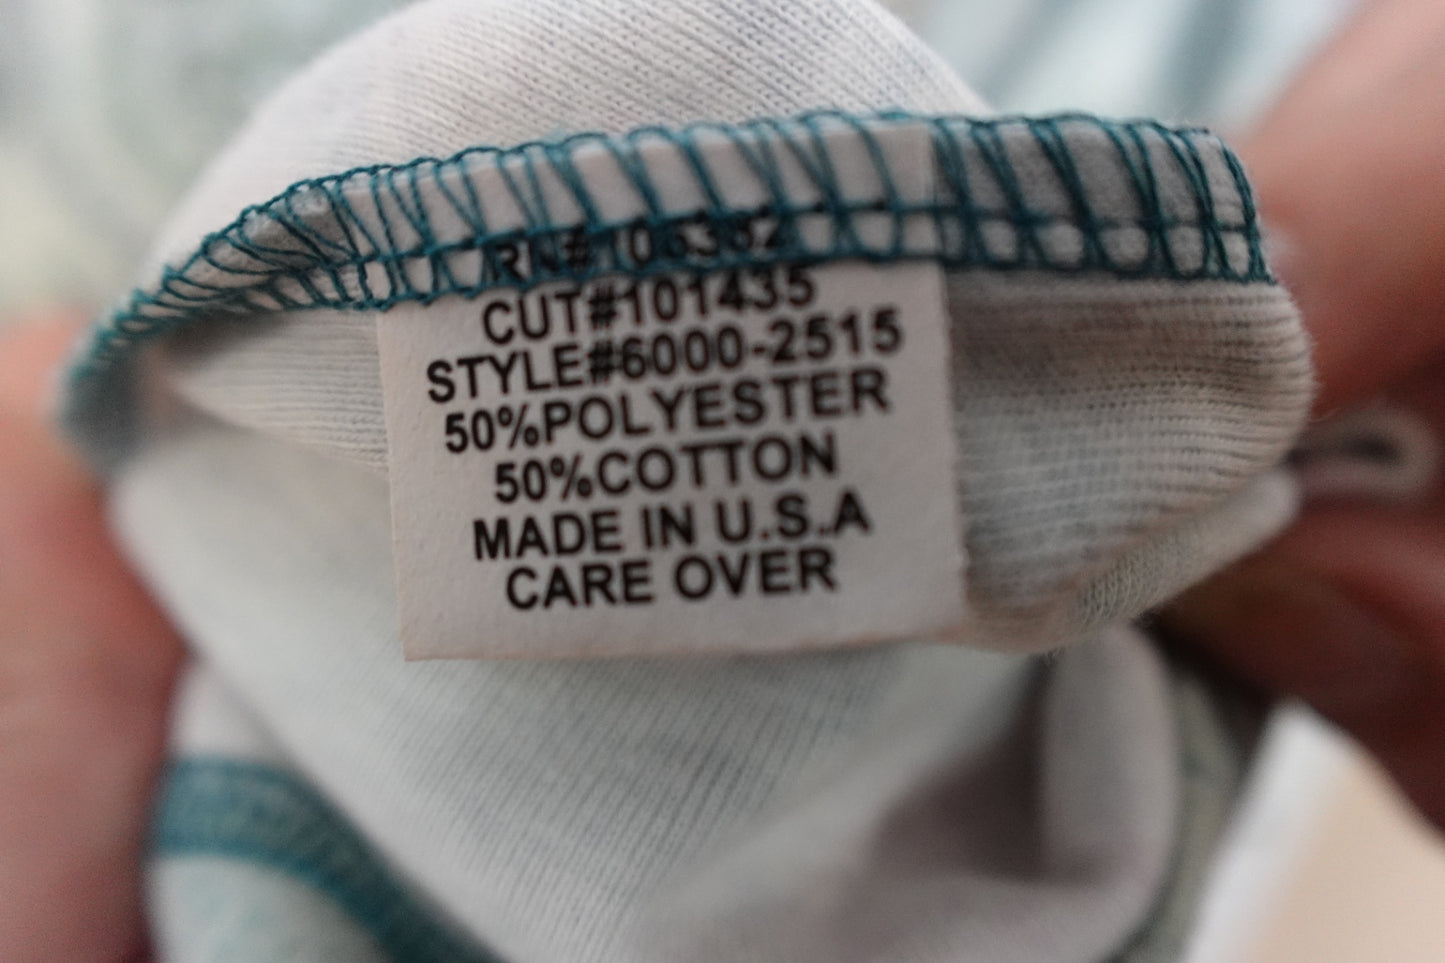 CUT#101435
STYLE#6000-2515
50%POLYESTER
50%COTTON
MADE IN U.S.A
CARE OVER